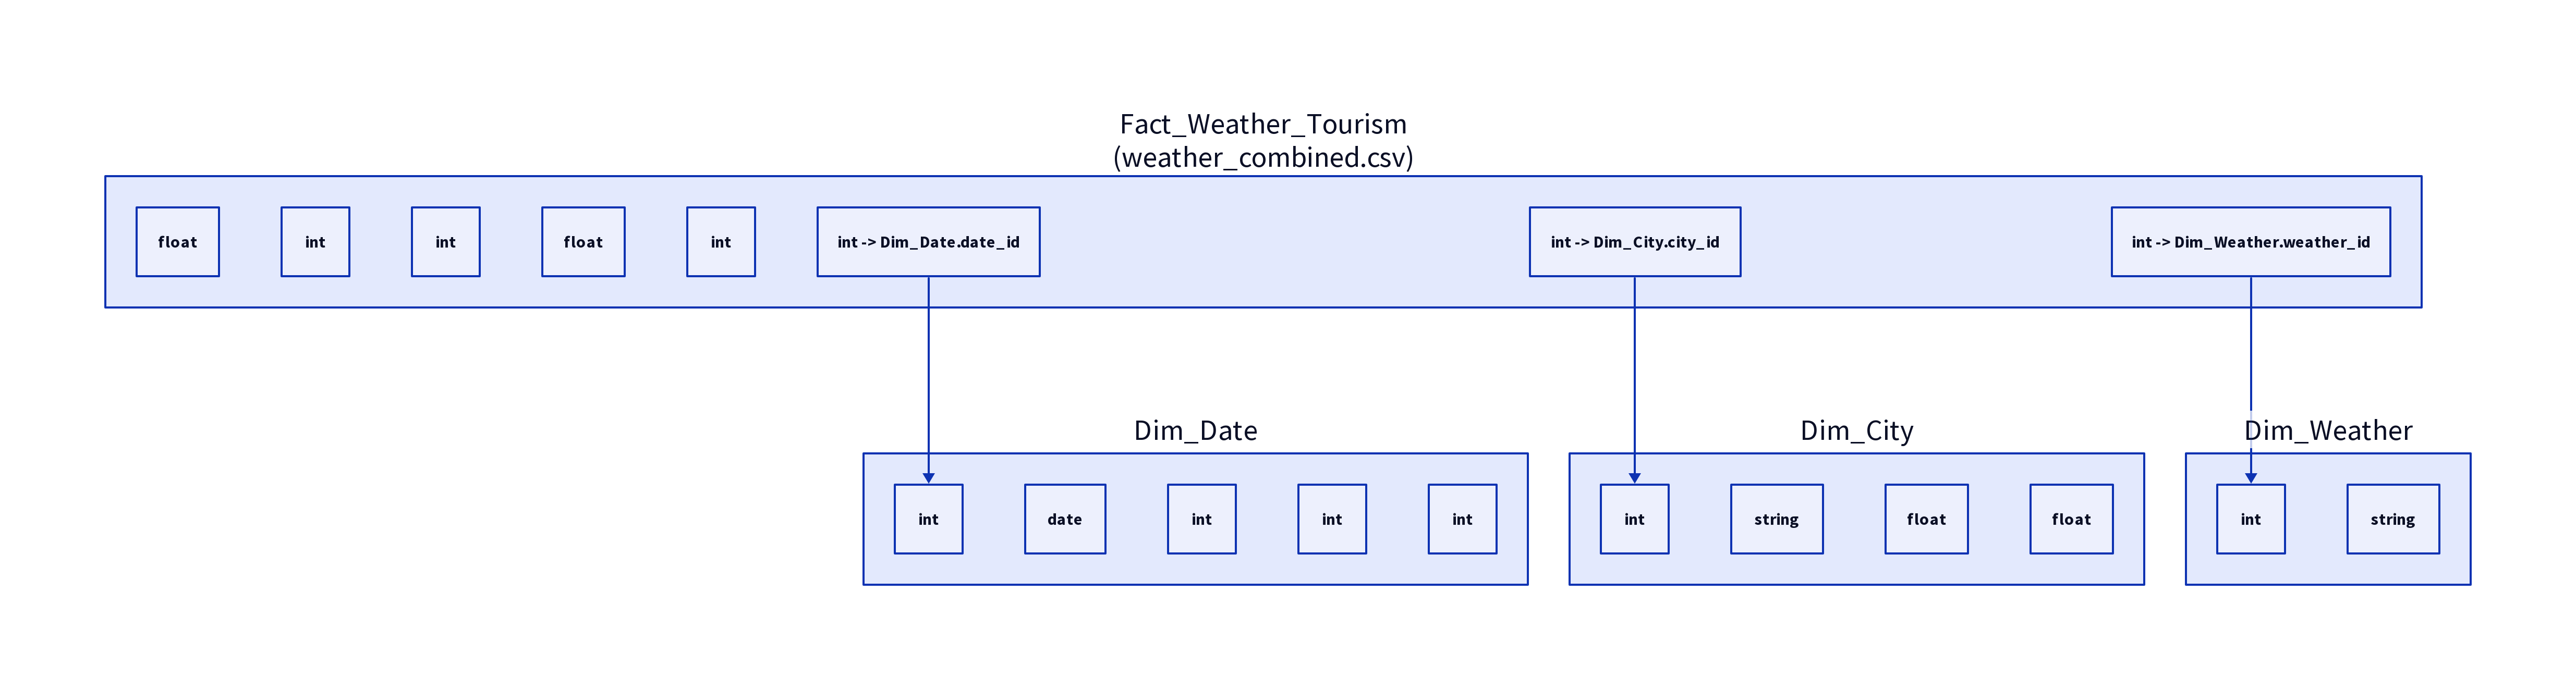 Fact_Weather_Tourism
(weather_combined.csv)
float
int
int
float
int
int -> Dim_Date.date_id
int -> Dim_City.city_id
int -> Dim_Weather.weather_id
Dim_Date
int
date
int
int
int
Dim_City
int
string
float
float
Dim_Weather
int
string